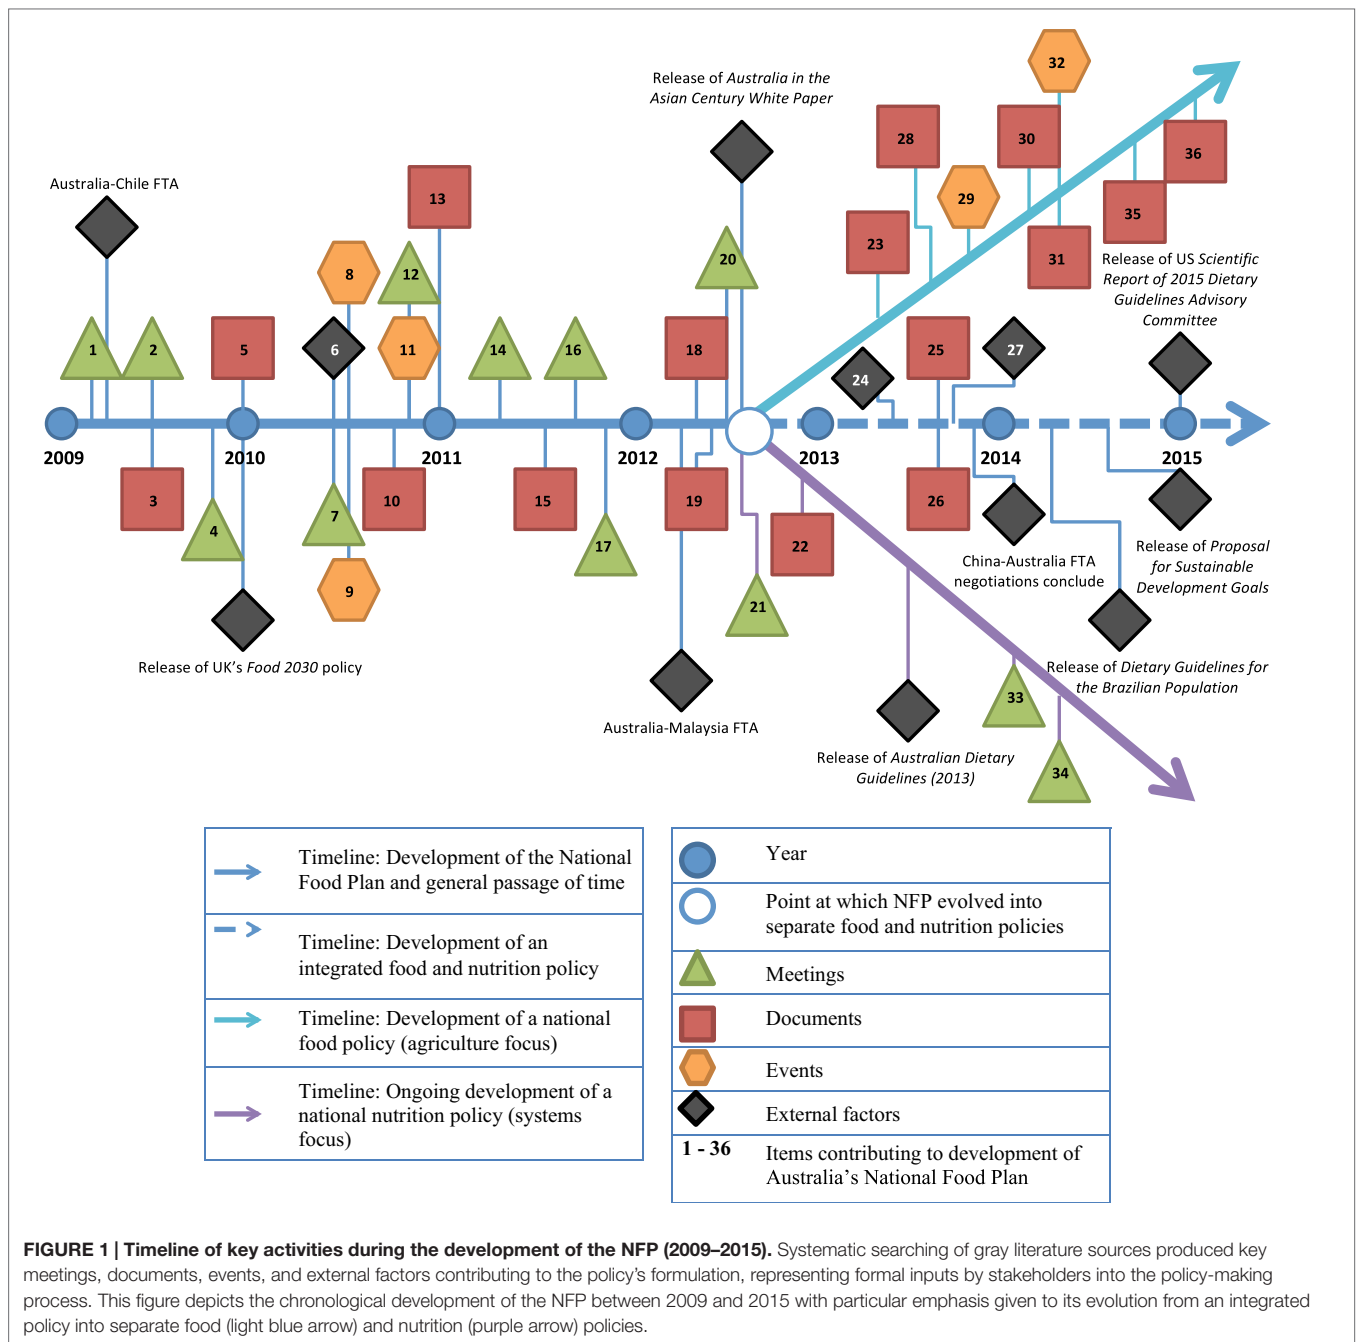 Release of Australia in the
Asian Century White Paper
32
28
30
36
Australia-Chile FTA
13
29
35
23
31
20
8
12
Release of US Scientific
Report of 2015 Dietary
Guidelines Advisory
Committee
1
2
5
6
11
14
16
18
25
27
24
2009
2010
2011
2012
2013
2014
2015
3
4
7
10
15
17
19
22
26
9
21
China-Australia FTA
negotiations conclude
Release of Proposal
for Sustainable
Development Goals
Release of UK's Food 2030 policy
Release of Dietary Guidelines for
the Brazilian Population
33
Australia-Malaysia FTA
Release of Australian Dietary
Guidelines (2013)
34
Timeline: Development of the National
Food Plan and general passage of time
Timeline: Development of an
integrated food and nutrition policy
Timeline: Development of a national
food policy (agriculture focus)
Timeline: Ongoing development of a
national nutrition policy (systems
focus)
Year
Point at which NFP evolved into
separate food and nutrition policies
Meetings
Documents
Events
External factors
1 - 36 Items contributing to development of
Australia's National Food Plan
FIGURE 1 | Timeline of key activities during the development of the NFP (2009–2015). Systematic searching of gray literature sources produced key
meetings, documents, events, and external factors contributing to the policy's formulation, representing formal inputs by stakeholders into the policy-making
process. This figure depicts the chronological development of the NFP between 2009 and 2015 with particular emphasis given to its evolution from an integrated
policy into separate food (light blue arrow) and nutrition (purple arrow) policies.